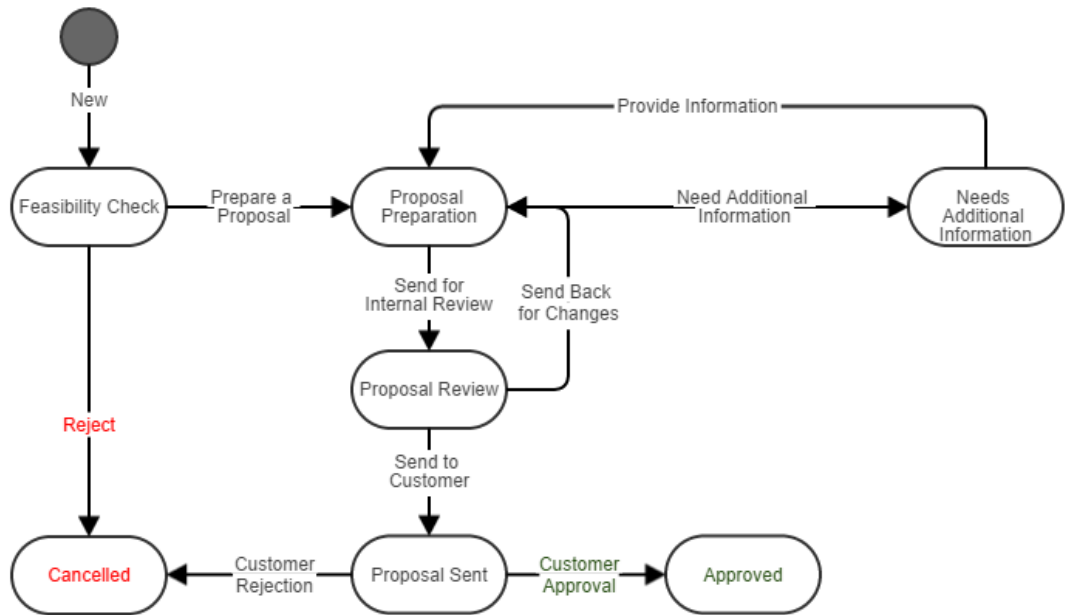 New
Provide Information
Feasibility Check
Prepare a
Proposal
Proposal
Preparation
Need Additional
Information
Needs
Additional
Information
Send for
Internal Review
Send Back
for Changes
Proposal Review
Reject
Send to
Customer
Cancelled
Customer
Rejection
Proposal Sent
Customer
Approval
Approved